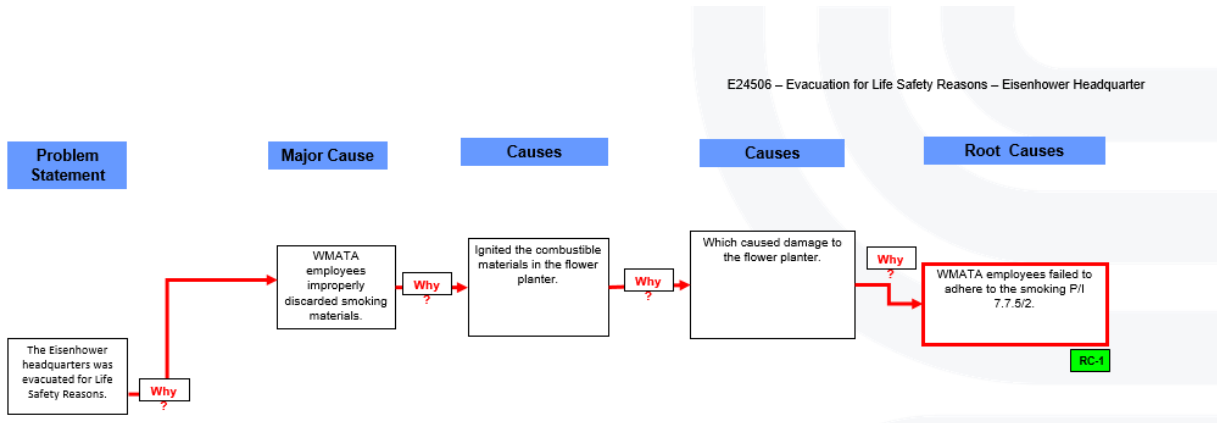 E24506 – Evacuation for Life Safety Reasons – Eisenhower Headquarter
Problem
Statement
Major Cause
Causes
Causes
Root Causes
The Eisenhower
headquarters was
evacuated for Life
Safety Reasons.
Why
?
WMATA
employees
improperly
discarded smoking
materials.
Why
?
Ignited the combustible
materials in the flower
planter.
Why
?
Which caused damage to
the flower planter.
Why
?
WMATA employees failed to
adhere to the smoking P/I
7.7.5/2.
RC-1